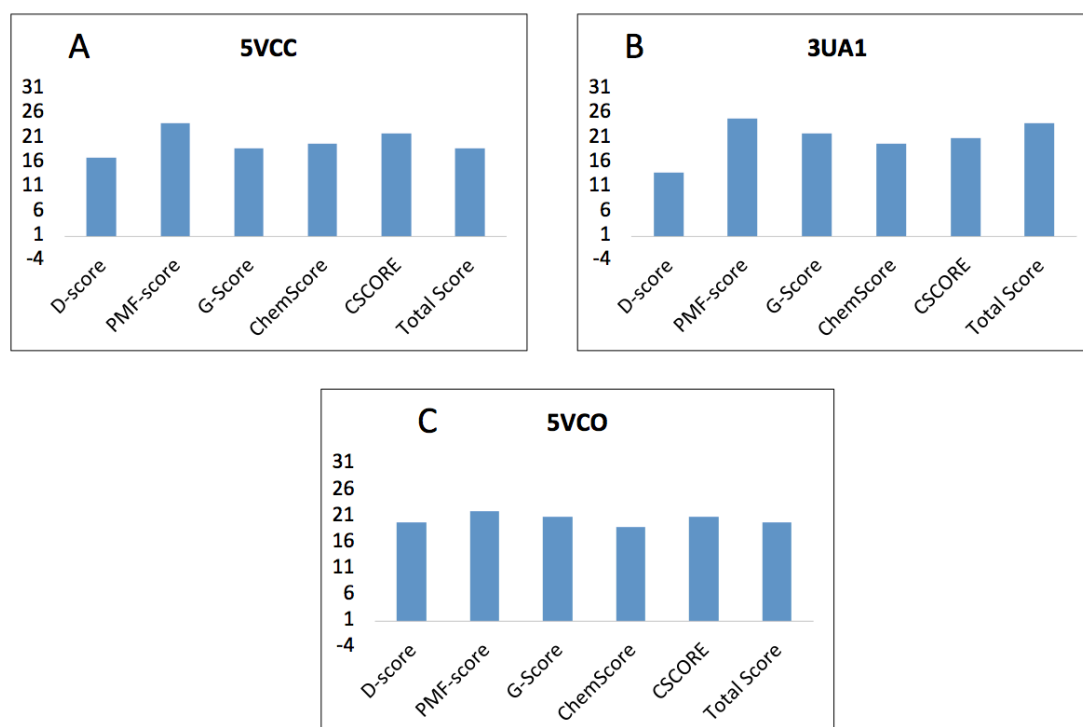 A
5VCC
31
26
21
16
11
6
1
-4
D-score
PMF-score
G-Score
ChemScore
CSCORE
Total Score
B
3UA1
31
26
21
16
11
6
1
-4
D-score
PMF-score
G-Score
ChemScore
CSCORE
Total Score
C
5VCO
31
26
21
16
11
6
1
-4
D-score
PMF-score
G-Score
ChemScore
CSCORE
Total Score